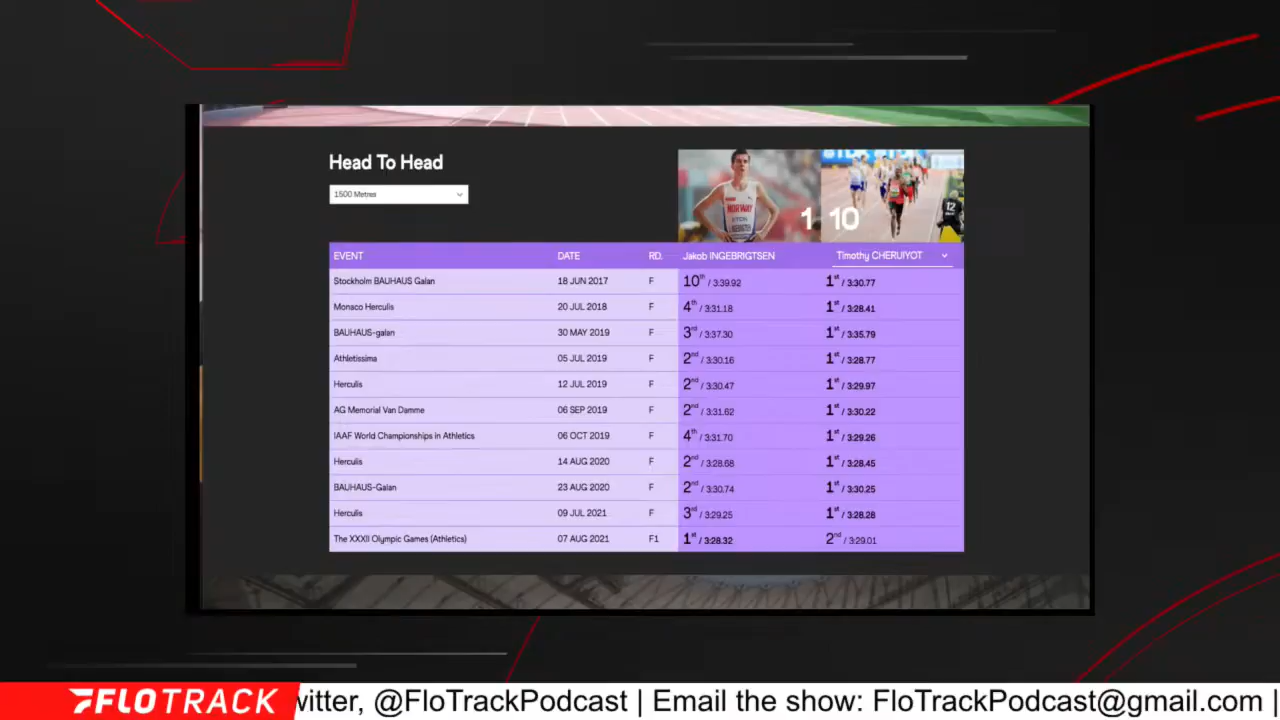 Head To Head
1500 Metres
1 10
NORWAY
12
EVENT DATE RD. Jakob INGEBRIGTSEN Timothy CHERUIYOT
Stockholm BAUHAUS Galan 18 JUN 2017 F 10th / 3:39.92 1st / 3:30.77
Monaco Herculis 20 JUL 2018 F 4th / 3:31.18 1st / 3:28.41
BAUHAUS-galan 30 MAY 2019 F 3rd / 3:37.30 1st / 3:35.79
Athletissima 05 JUL 2019 F 2nd / 3:30.16 1st / 3:28.77
Herculis 12 JUL 2019 F 2nd / 3:30.47 1st / 3:29.97
AG Memorial Van Damme 06 SEP 2019 F 2nd / 3:31.62 1st / 3:30.22
IAAF World Championships in Athletics 06 OCT 2019 F 4th / 3:31.70 1st / 3:29.26
Herculis 14 AUG 2020 F 2nd / 3:28.68 1st / 3:28.45
BAUHAUS-Galan 23 AUG 2020 F 2nd / 3:30.74 1st / 3:30.25
Herculis 09 JUL 2021 F 3rd / 3:29.25 1st / 3:28.28
The XXXII Olympic Games (Athletics) 07 AUG 2021 F1 1st / 3:28.32 2nd / 3:29.01
FLOTRACK witter, @FloTrackPodcast | Email the show: FloTrackPodcast@gmail.com |